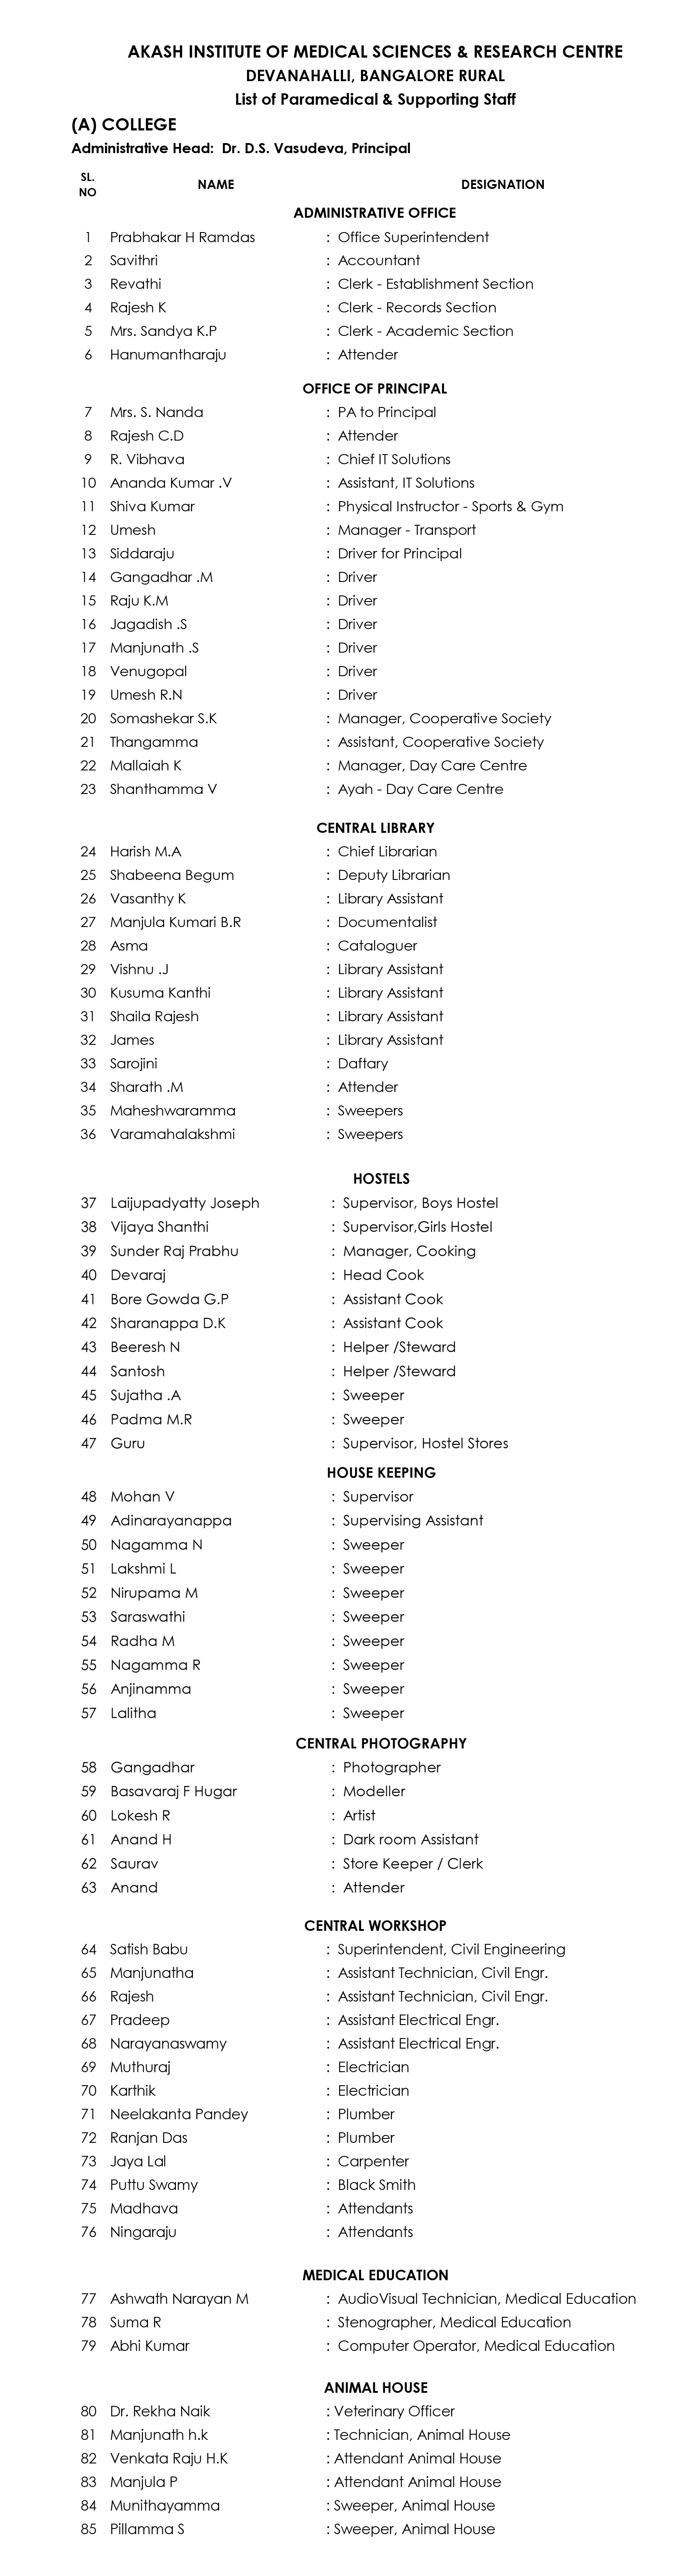 AKASH INSTITUTE OF MEDICAL SCIENCES & RESEARCH CENTRE
DEVANAHALLI, BANGALORE RURAL
List of Paramedical & Supporting Staff
(A) COLLEGE
Administrative Head: Dr. D.S. Vasudeva, Principal
SL. NO NAME DESIGNATION
ADMINISTRATIVE OFFICE
1 Prabhakar H Ramdas : Office Superintendent
2 Savithri : Accountant
3 Revathi : Clerk - Establishment Section
4 Rajesh K : Clerk - Records Section
5 Mrs. Sandya K.P : Clerk - Academic Section
6 Hanumantharaju : Attender
OFFICE OF PRINCIPAL
7 Mrs. S. Nanda : PA to Principal
8 Rajesh C.D : Attender
9 R. Vibhava : Chief IT Solutions
10 Ananda Kumar .V : Assistant, IT Solutions
11 Shiva Kumar : Physical Instructor - Sports & Gym
12 Umesh : Manager - Transport
13 Siddaraju : Driver for Principal
14 Gangadhar .M : Driver
15 Raju K.M : Driver
16 Jagadish .S : Driver
17 Manjunath .S : Driver
18 Venugopal : Driver
19 Umesh R.N : Driver
20 Somashekar S.K : Manager, Cooperative Society
21 Thangamma : Assistant, Cooperative Society
22 Mallaiah K : Manager, Day Care Centre
23 Shanthamma V : Ayah - Day Care Centre
CENTRAL LIBRARY
24 Harish M.A : Chief Librarian
25 Shabeena Begum : Deputy Librarian
26 Vasanthy K : Library Assistant
27 Manjula Kumari B.R : Documentalist
28 Asma : Cataloguer
29 Vishnu .J : Library Assistant
30 Kusuma Kanthi : Library Assistant
31 Shaila Rajesh : Library Assistant
32 James : Library Assistant
33 Sarojini : Daftary
34 Sharath .M : Attender
35 Maheshwaramma : Sweepers
36 Varamahalakshmi : Sweepers
HOSTELS
37 Laijupadyatty Joseph : Supervisor, Boys Hostel
38 Vijaya Shanthi : Supervisor,Girls Hostel
39 Sunder Raj Prabhu : Manager, Cooking
40 Devaraj : Head Cook
41 Bore Gowda G.P : Assistant Cook
42 Sharanappa D.K : Assistant Cook
43 Beeresh N : Helper /Steward
44 Santosh : Helper /Steward
45 Sujatha .A : Sweeper
46 Padma M.R : Sweeper
47 Guru : Supervisor, Hostel Stores
HOUSE KEEPING
48 Mohan V : Supervisor
49 Adinarayanappa : Supervising Assistant
50 Nagamma N : Sweeper
51 Lakshmi L : Sweeper
52 Nirupama M : Sweeper
53 Saraswathi : Sweeper
54 Radha M : Sweeper
55 Nagamma R : Sweeper
56 Anjinamma : Sweeper
57 Lalitha : Sweeper
CENTRAL PHOTOGRAPHY
58 Gangadhar : Photographer
59 Basavaraj F Hugar : Modeller
60 Lokesh R : Artist
61 Anand H : Dark room Assistant
62 Saurav : Store Keeper / Clerk
63 Anand : Attender
CENTRAL WORKSHOP
64 Satish Babu : Superintendent, Civil Engineering
65 Manjunatha : Assistant Technician, Civil Engr.
66 Rajesh : Assistant Technician, Civil Engr.
67 Pradeep : Assistant Electrical Engr.
68 Narayanaswamy : Assistant Electrical Engr.
69 Muthuraj : Electrician
70 Karthik : Electrician
71 Neelakanta Pandey : Plumber
72 Ranjan Das : Plumber
73 Jaya Lal : Carpenter
74 Puttu Swamy : Black Smith
75 Madhava : Attendants
76 Ningaraju : Attendants
MEDICAL EDUCATION
77 Ashwath Narayan M : AudioVisual Technician, Medical Education
78 Suma R : Stenographer, Medical Education
79 Abhi Kumar : Computer Operator, Medical Education
ANIMAL HOUSE
80 Dr. Rekha Naik : Veterinary Officer
81 Manjunath h.k : Technician, Animal House
82 Venkata Raju H.K : Attendant Animal House
83 Manjula P : Attendant Animal House
84 Munithayamma : Sweeper, Animal House
85 Pillamma S : Sweeper, Animal House